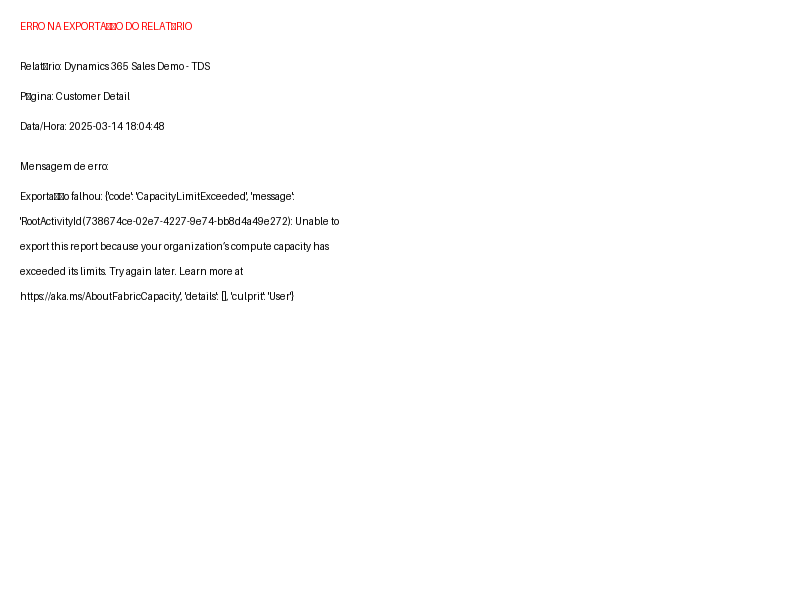 ERRO NA EXPORTA□□O DO RELAT□RIO
Relat□rio: Dynamics 365 Sales Demo - TDS
P□gina: Customer Detail
Data/Hora: 2025-03-14 18:04:48
Mensagem de erro:
Exporta□□o falhou: {'code': 'CapacityLimitExceeded', 'message':
'RootActivityId(738674ce-02e7-4227-9e74-bb8d4a49e272): Unable to
export this report because your organization’s compute capacity has
exceeded its limits. Try again later. Learn more at
https://aka.ms/AboutFabricCapacity', 'details': [], 'culprit': 'User'}